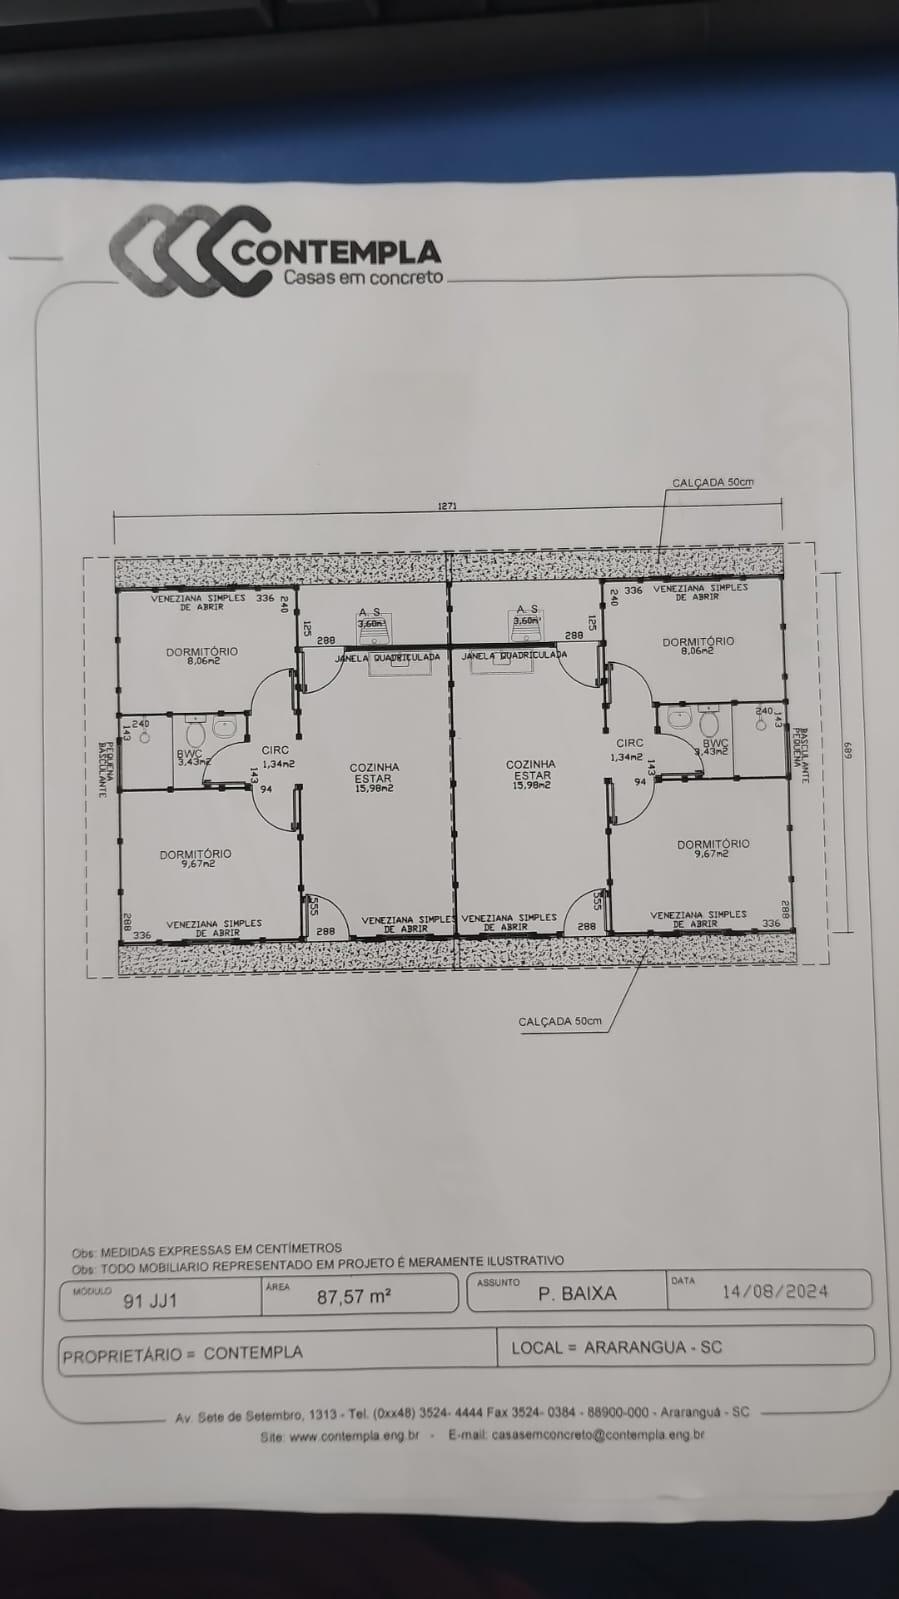 CONTEMPLA
Casas em concreto
CALÇADA 50cm
1271
VENEZIANA SIMPLES
DE ABRIR
336
240
DORMITÓRIO
8,06m2
125
288
A. S.
3,60m²
JANELA QUADRICULADA
A. S.
3,60m²
JANELA QUADRICULADA
288
125
240
336
VENEZIANA SIMPLES
DE ABRIR
DORMITÓRIO
8,06m2
240
143
BWC
3,43m2
PEQUENA
BASCULANTE
CIRC
1,34m2
143
94
COZINHA
ESTAR
15,98m2
COZINHA
ESTAR
15,98m2
CIRC
1,34m2
143
94
BWC
3,43m2
240
143
BASCULANTE
PEQUENA
689
DORMITÓRIO
9,67m2
288
336
VENEZIANA SIMPLES
DE ABRIR
555
288
VENEZIANA SIMPLES
DE ABRIR
VENEZIANA SIMPLES
DE ABRIR
288
555
DORMITÓRIO
9,67m2
VENEZIANA SIMPLES
DE ABRIR
336
288
CALÇADA 50cm
Obs: MEDIDAS EXPRESSAS EM CENTÍMETROS
Obs: TODO MOBILIARIO REPRESENTADO EM PROJETO É MERAMENTE ILUSTRATIVO
MÓDULO 91 JJ1 ÁREA 87,57 m² ASSUNTO P. BAIXA DATA 14/08/2024
PROPRIETÁRIO = CONTEMPLA LOCAL = ARARANGUA - SC
Av. Sete de Setembro, 1313 - Tel. (0xx48) 3524- 4444 Fax 3524- 0384 - 88900-000 - Araranguá - SC
Site: www.contempla.eng.br - E-mail: casasemconcreto@contempla.eng.br